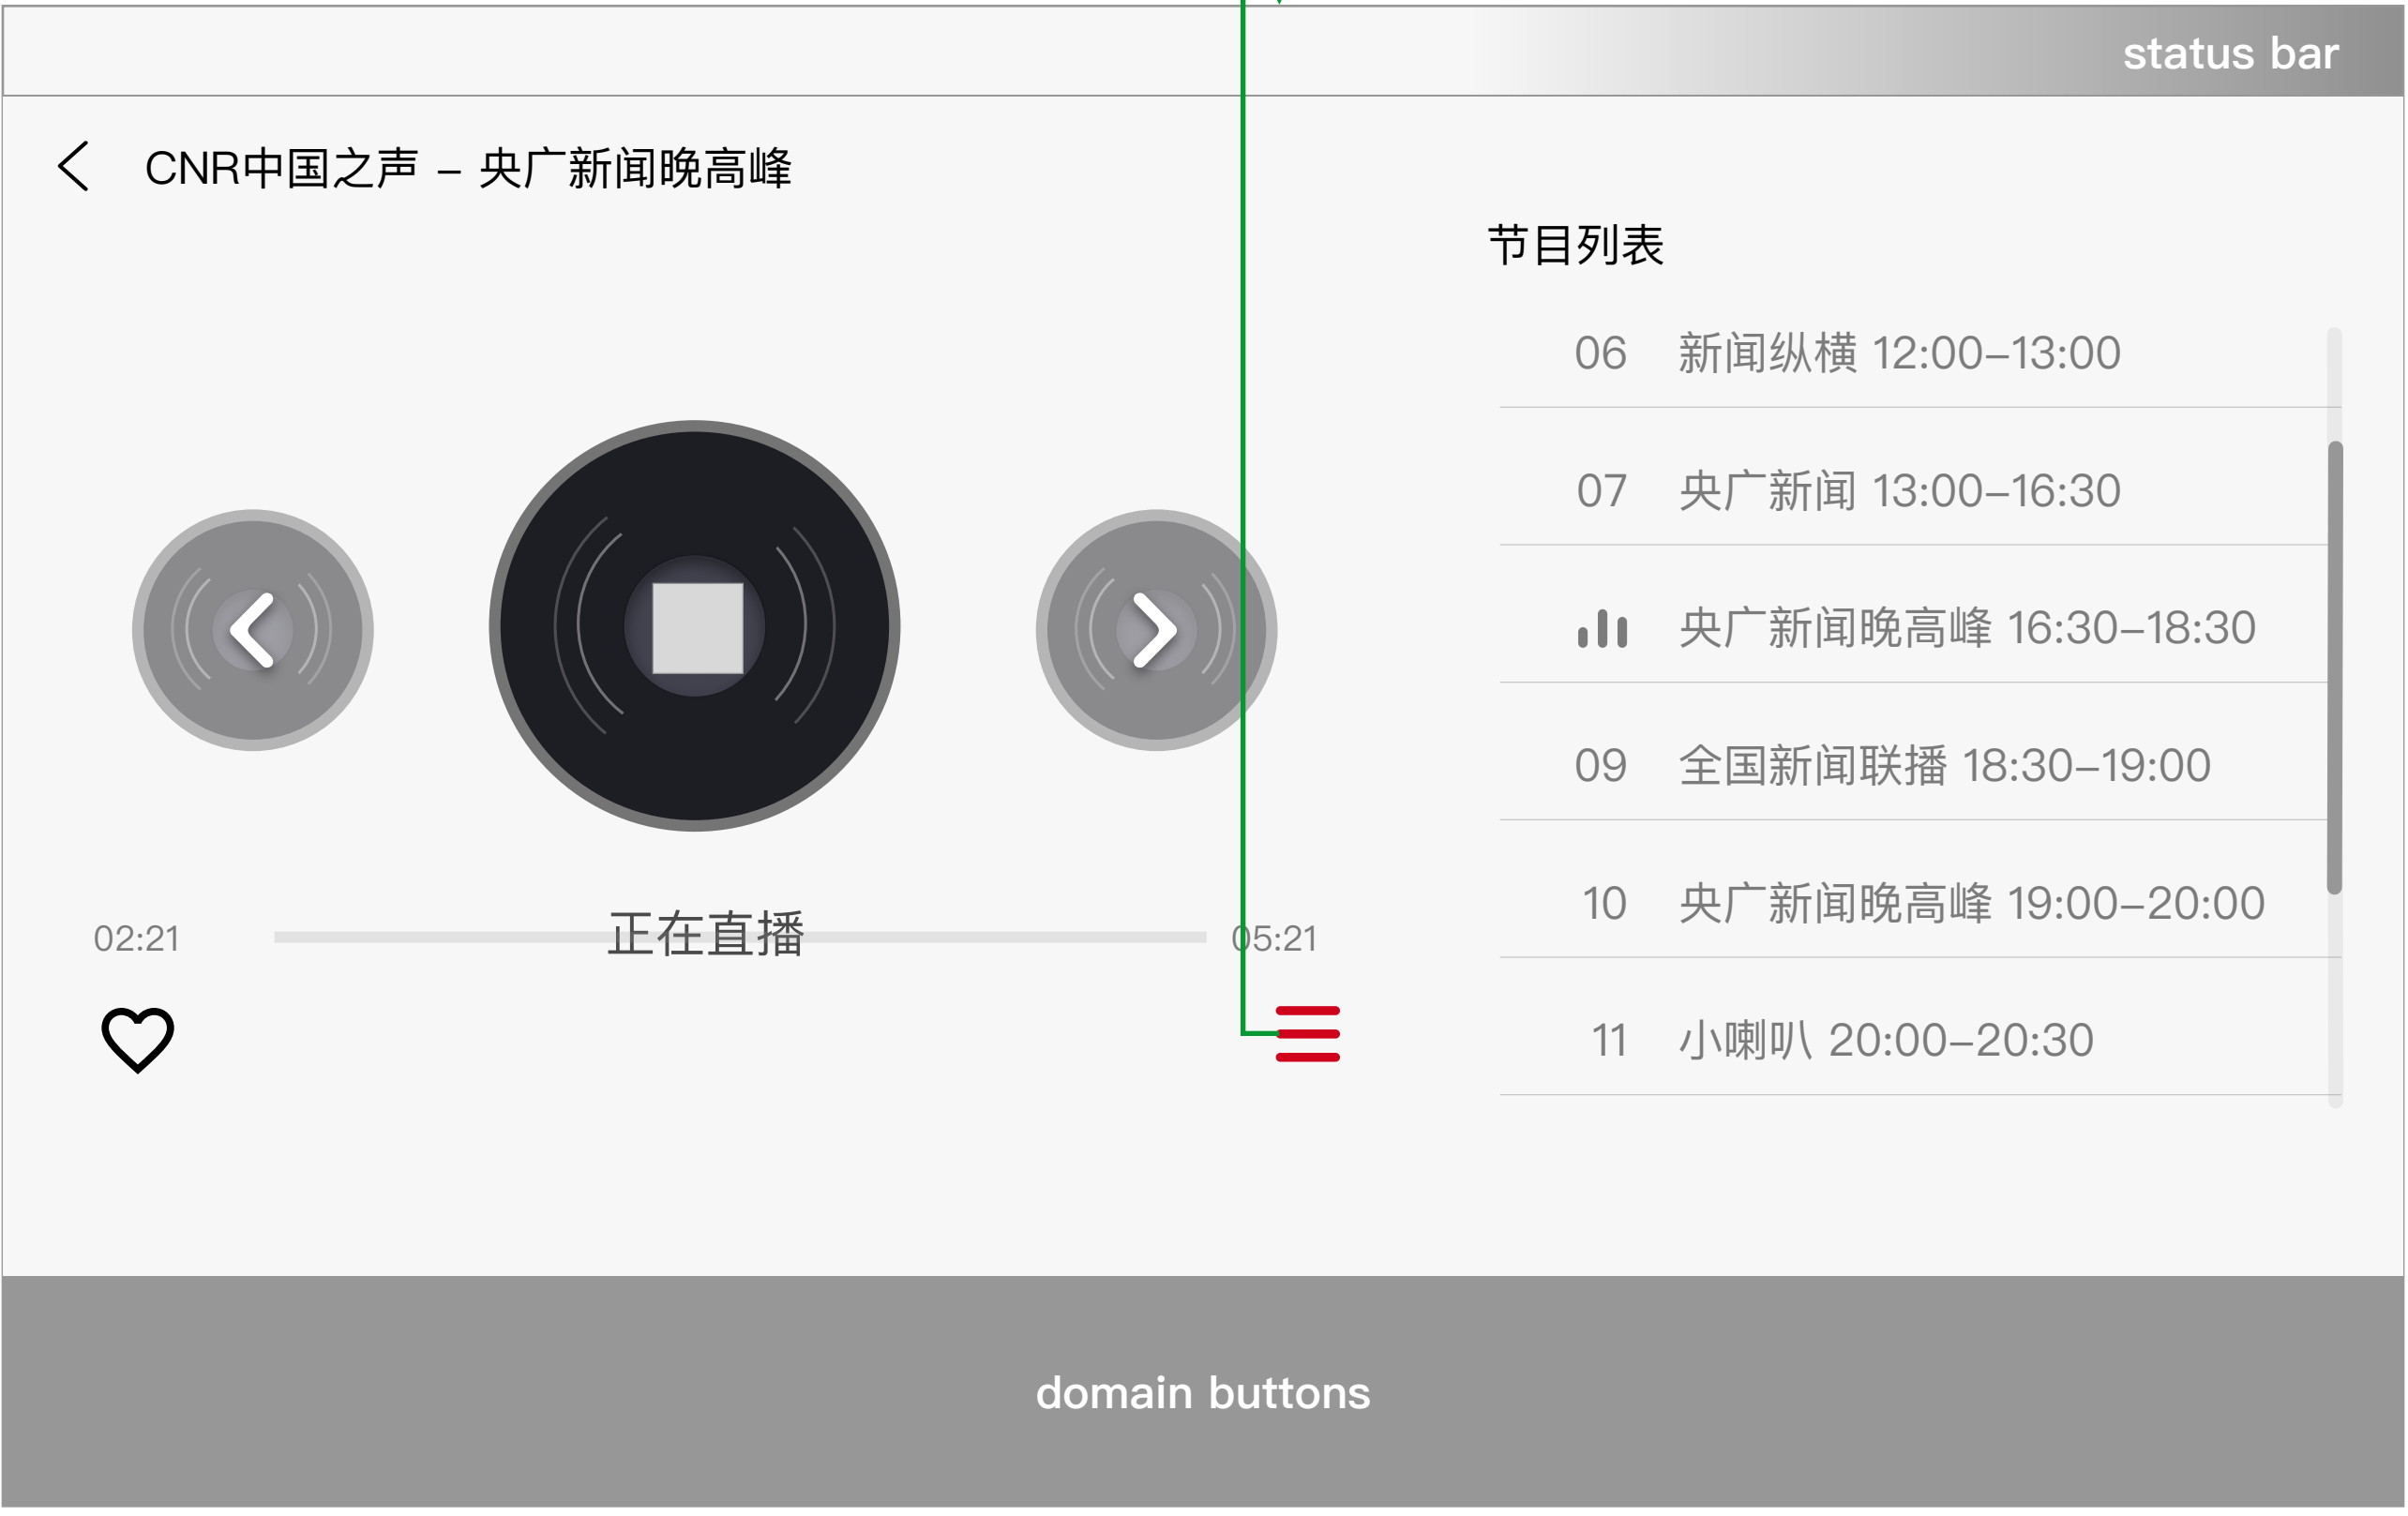 status bar
CNR中国之声 – 央广新闻晚高峰
节目列表
06 新闻纵横 12:00–13:00
07 央广新闻 13:00–16:30
央广新闻晚高峰 16:30–18:30
09 全国新闻联播 18:30–19:00
10 央广新闻晚高峰 19:00–20:00
11 小喇叭 20:00–20:30
02:21 正在直播 05:21
domain buttons